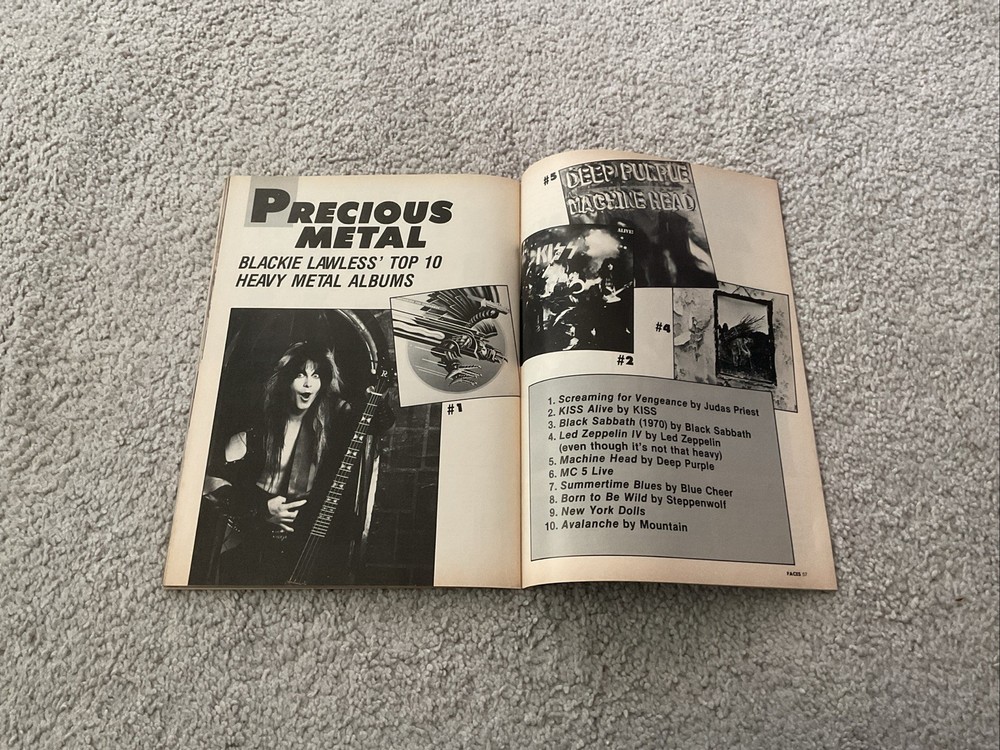 PRECIOUS
METAL
BLACKIE LAWLESS' TOP 10
HEAVY METAL ALBUMS
#1
#5
DEEP PURPLE
MACHINE HEAD
KISS
ALIVE!
#4
#2
1. Screaming for Vengeance by Judas Priest
2. KISS Alive by KISS
3. Black Sabbath (1970) by Black Sabbath
4. Led Zeppelin IV by Led Zeppelin
(even though it's not that heavy)
5. Machine Head by Deep Purple
6. MC 5 Live
7. Summertime Blues by Blue Cheer
8. Born to Be Wild by Steppenwolf
9. New York Dolls
10. Avalanche by Mountain
FACES 57